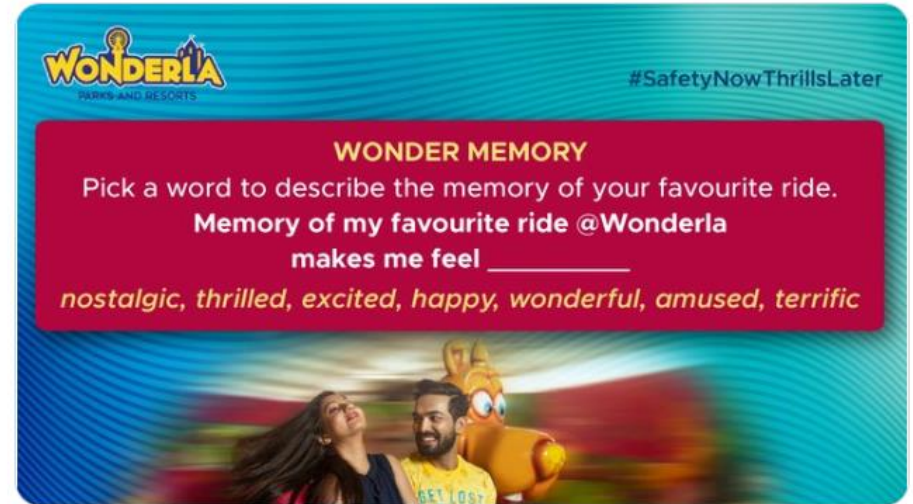 WONDERLA
PARKS AND RESORTS
#SafetyNowThrillsLater
WONDER MEMORY
Pick a word to describe the memory of your favourite ride.
Memory of my favourite ride @Wonderla
makes me feel __________
nostalgic, thrilled, excited, happy, wonderful, amused, terrific
GET LOST